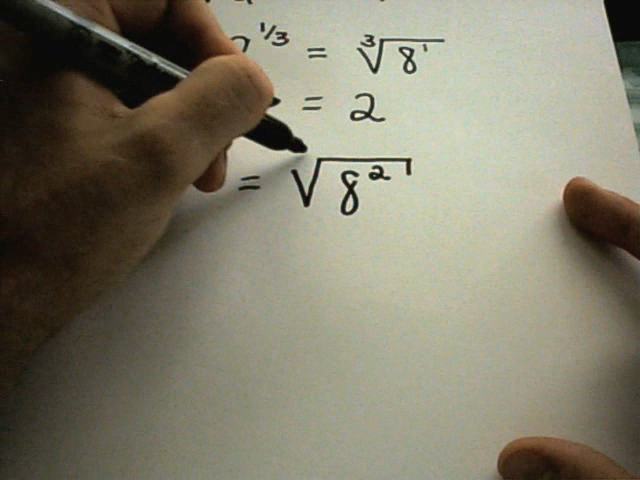 ^1/3 = ∛8¹
= 2
= √8²